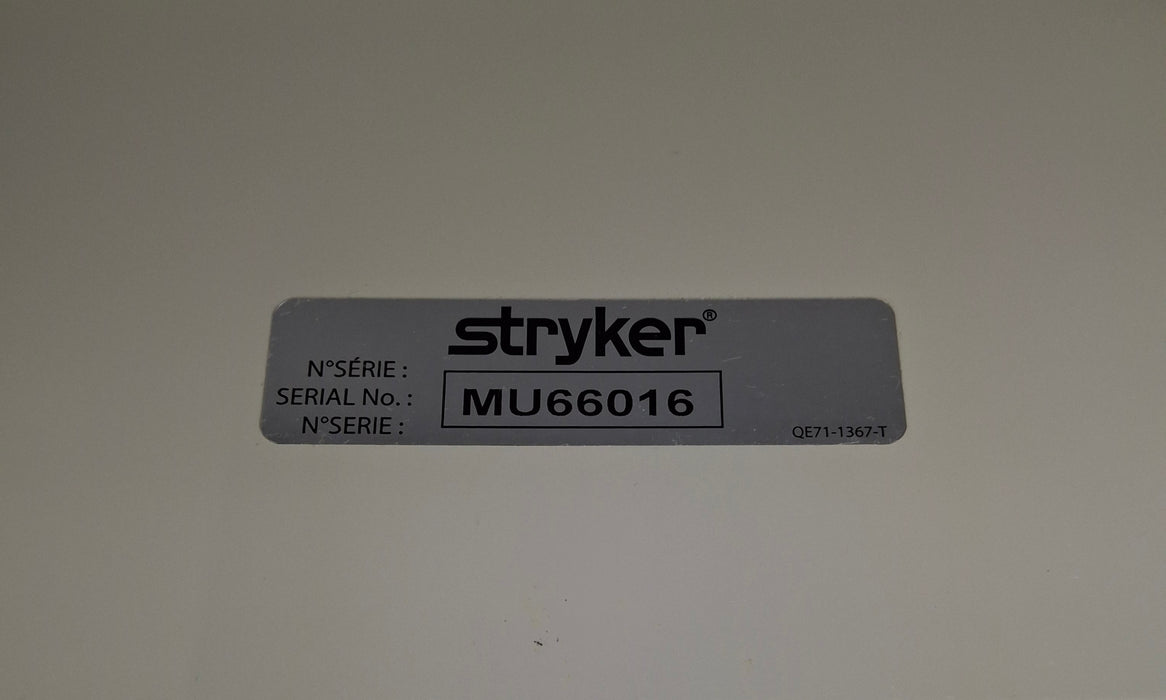 stryker®
N°SÉRIE :
SERIAL No. : MU66016
N°SERIE :
QE71-1367-T